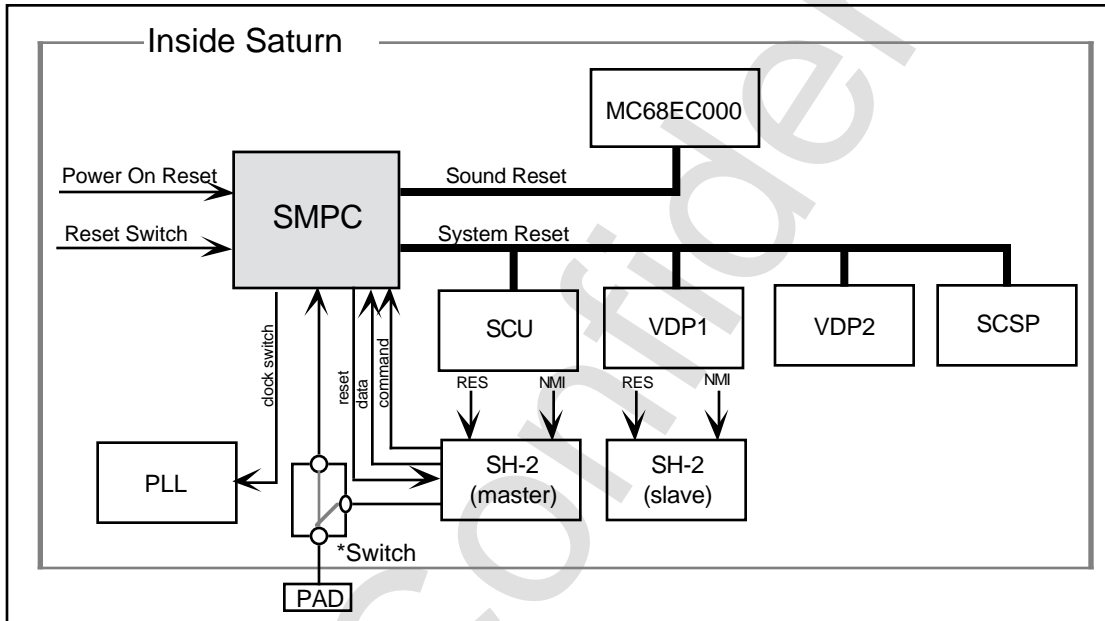 Inside Saturn
MC68EC000
Power On Reset
Sound Reset
SMPC
Reset Switch
System Reset
SCU
VDP1
VDP2
SCSP
clock switch
reset
data
command
RES
NMI
RES
NMI
PLL
SH-2
(master)
SH-2
(slave)
*Switch
PAD
Confiden